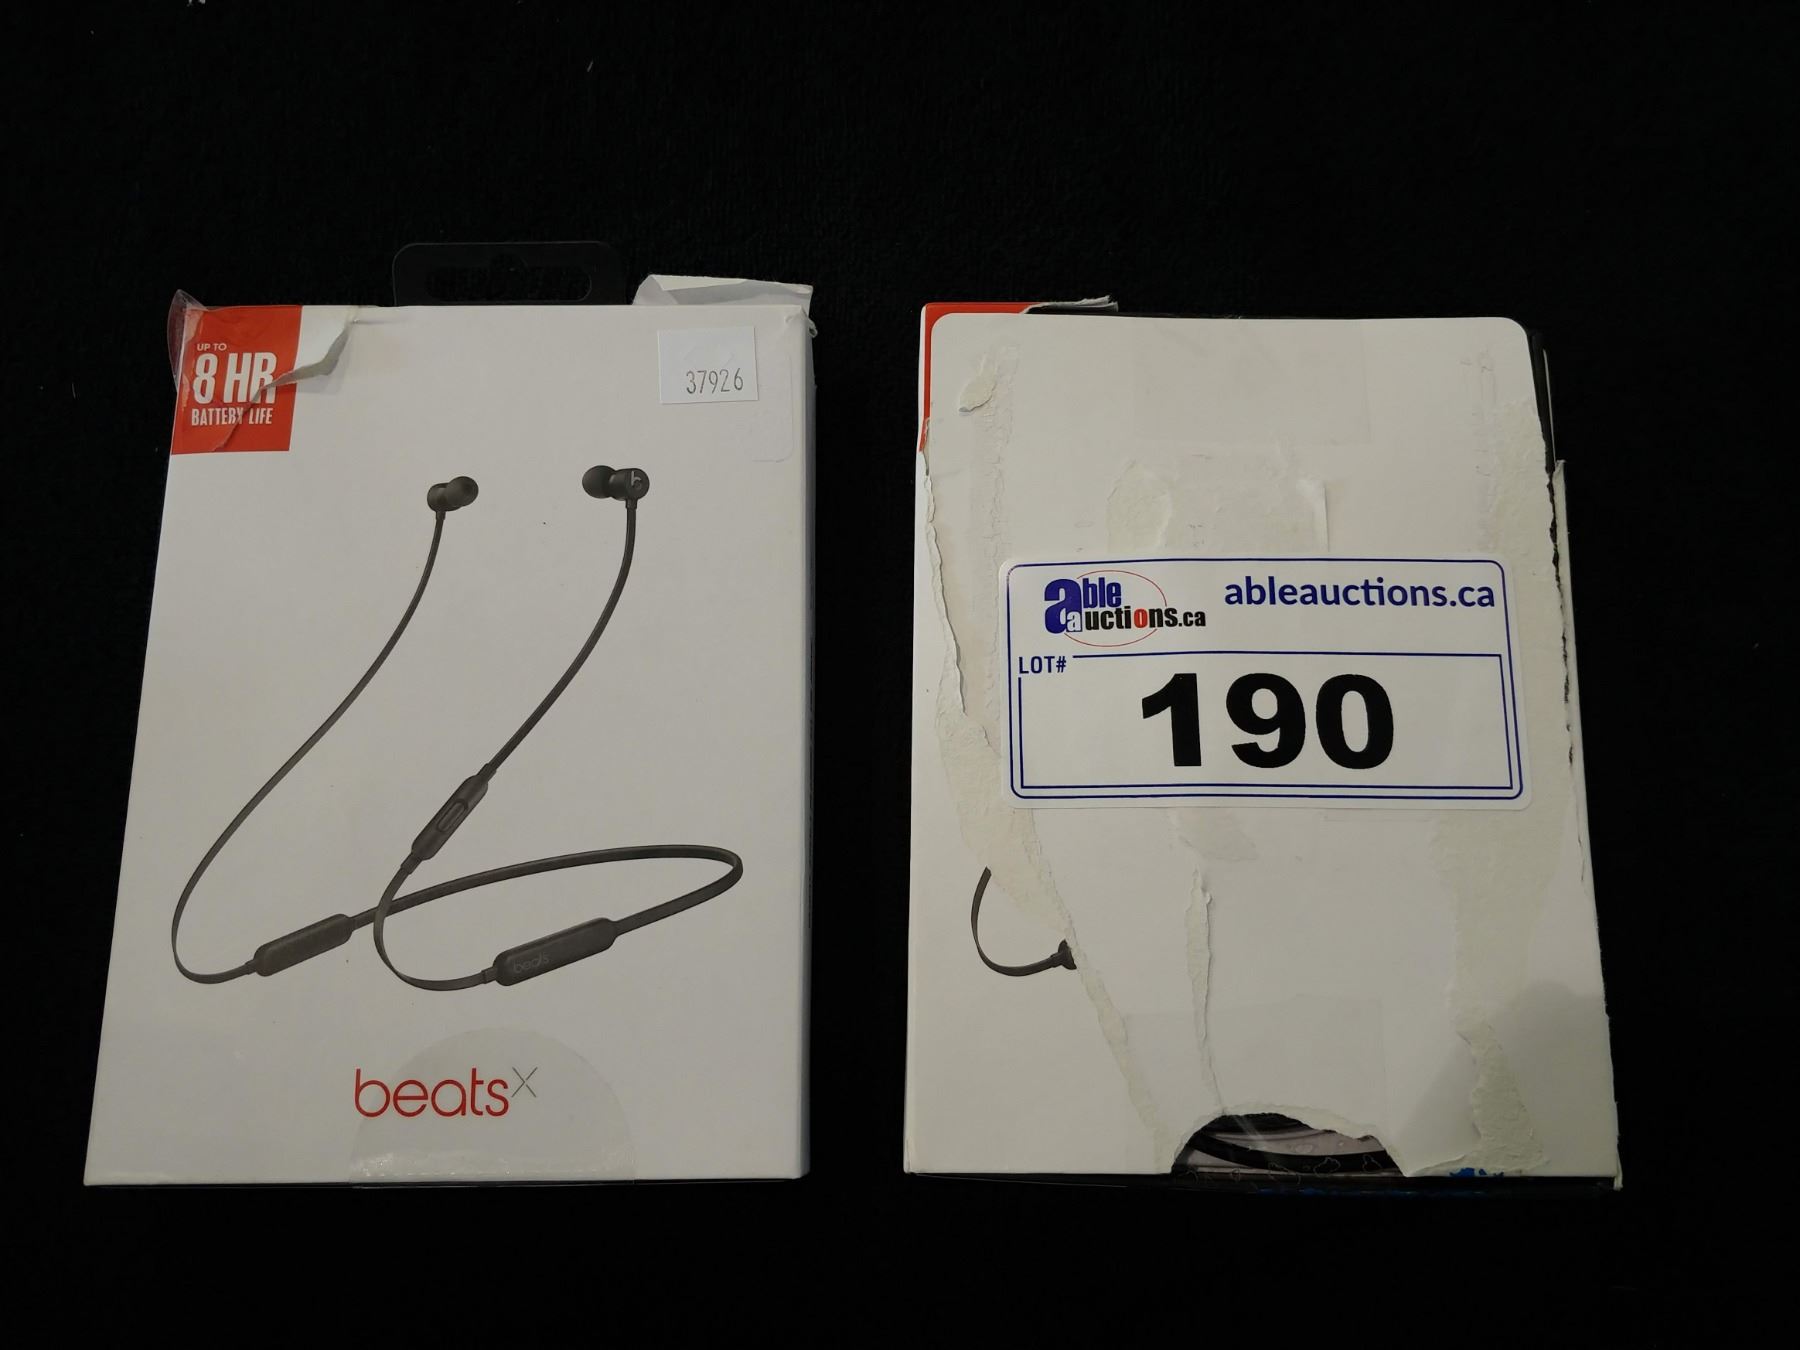 UP TO
8 HR
BATTERY LIFE
37926
beats
beatsX
able
auctions.ca
ableauctions.ca
LOT#
190